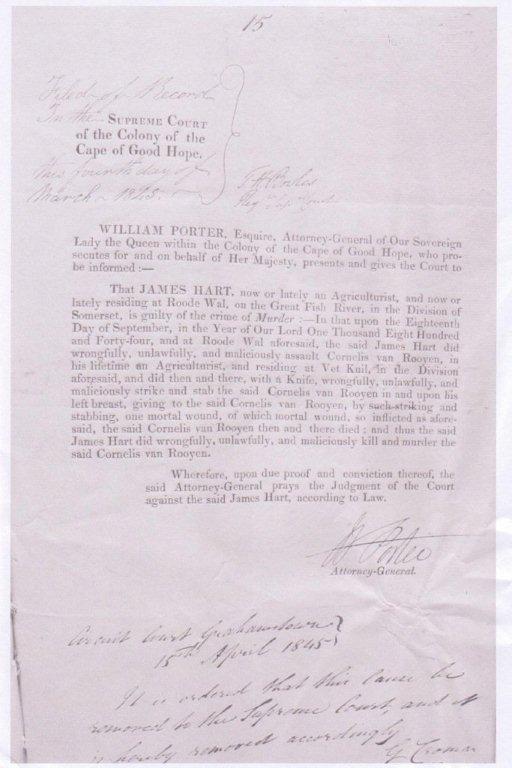 15
Filed of Record
In the SUPREME COURT
of the Colony of the
Cape of Good Hope,
this fourth day of
March 1845.
WILLIAM PORTER, Esquire, Attorney-General of Our Sovereign
Lady the Queen within the Colony of the Cape of Good Hope, who pro-
secutes for and on behalf of Her Majesty, presents and gives the Court to
be informed :—
That JAMES HART, now or lately an Agriculturist, and now or
lately residing at Roode Wal, on the Great Fish River, in the Division of
Somerset, is guilty of the crime of Murder :—In that upon the Eighteenth
Day of September, in the Year of Our Lord One Thousand Eight Hundred
and Forty-four, and at Roode Wal aforesaid, the said James Hart did
wrongfully, unlawfully, and maliciously assault Cornelis van Rooyen, in
his lifetime an Agriculturist, and residing at Vet Kuil, in the Division
aforesaid, and did then and there, with a Knife, wrongfully, unlawfully, and
maliciously strike and stab the said Cornelis van Rooyen in and upon his
left breast, giving to the said Cornelis van Rooyen, by such striking and
stabbing, one mortal wound, of which mortal wound, so inflicted as afore-
said, the said Cornelis van Rooyen then and there died ; and thus the said
James Hart did wrongfully, unlawfully, and maliciously kill and murder the
said Cornelis van Rooyen.
Wherefore, upon due proof and conviction thereof, the
said Attorney-General prays the Judgment of the Court
against the said James Hart, according to Law.
W Porter
Attorney-General.
Circuit Court Grahamstown
15th April 1845
It is ordered that this cause be
removed to the Supreme Court, and it
is hereby removed accordingly